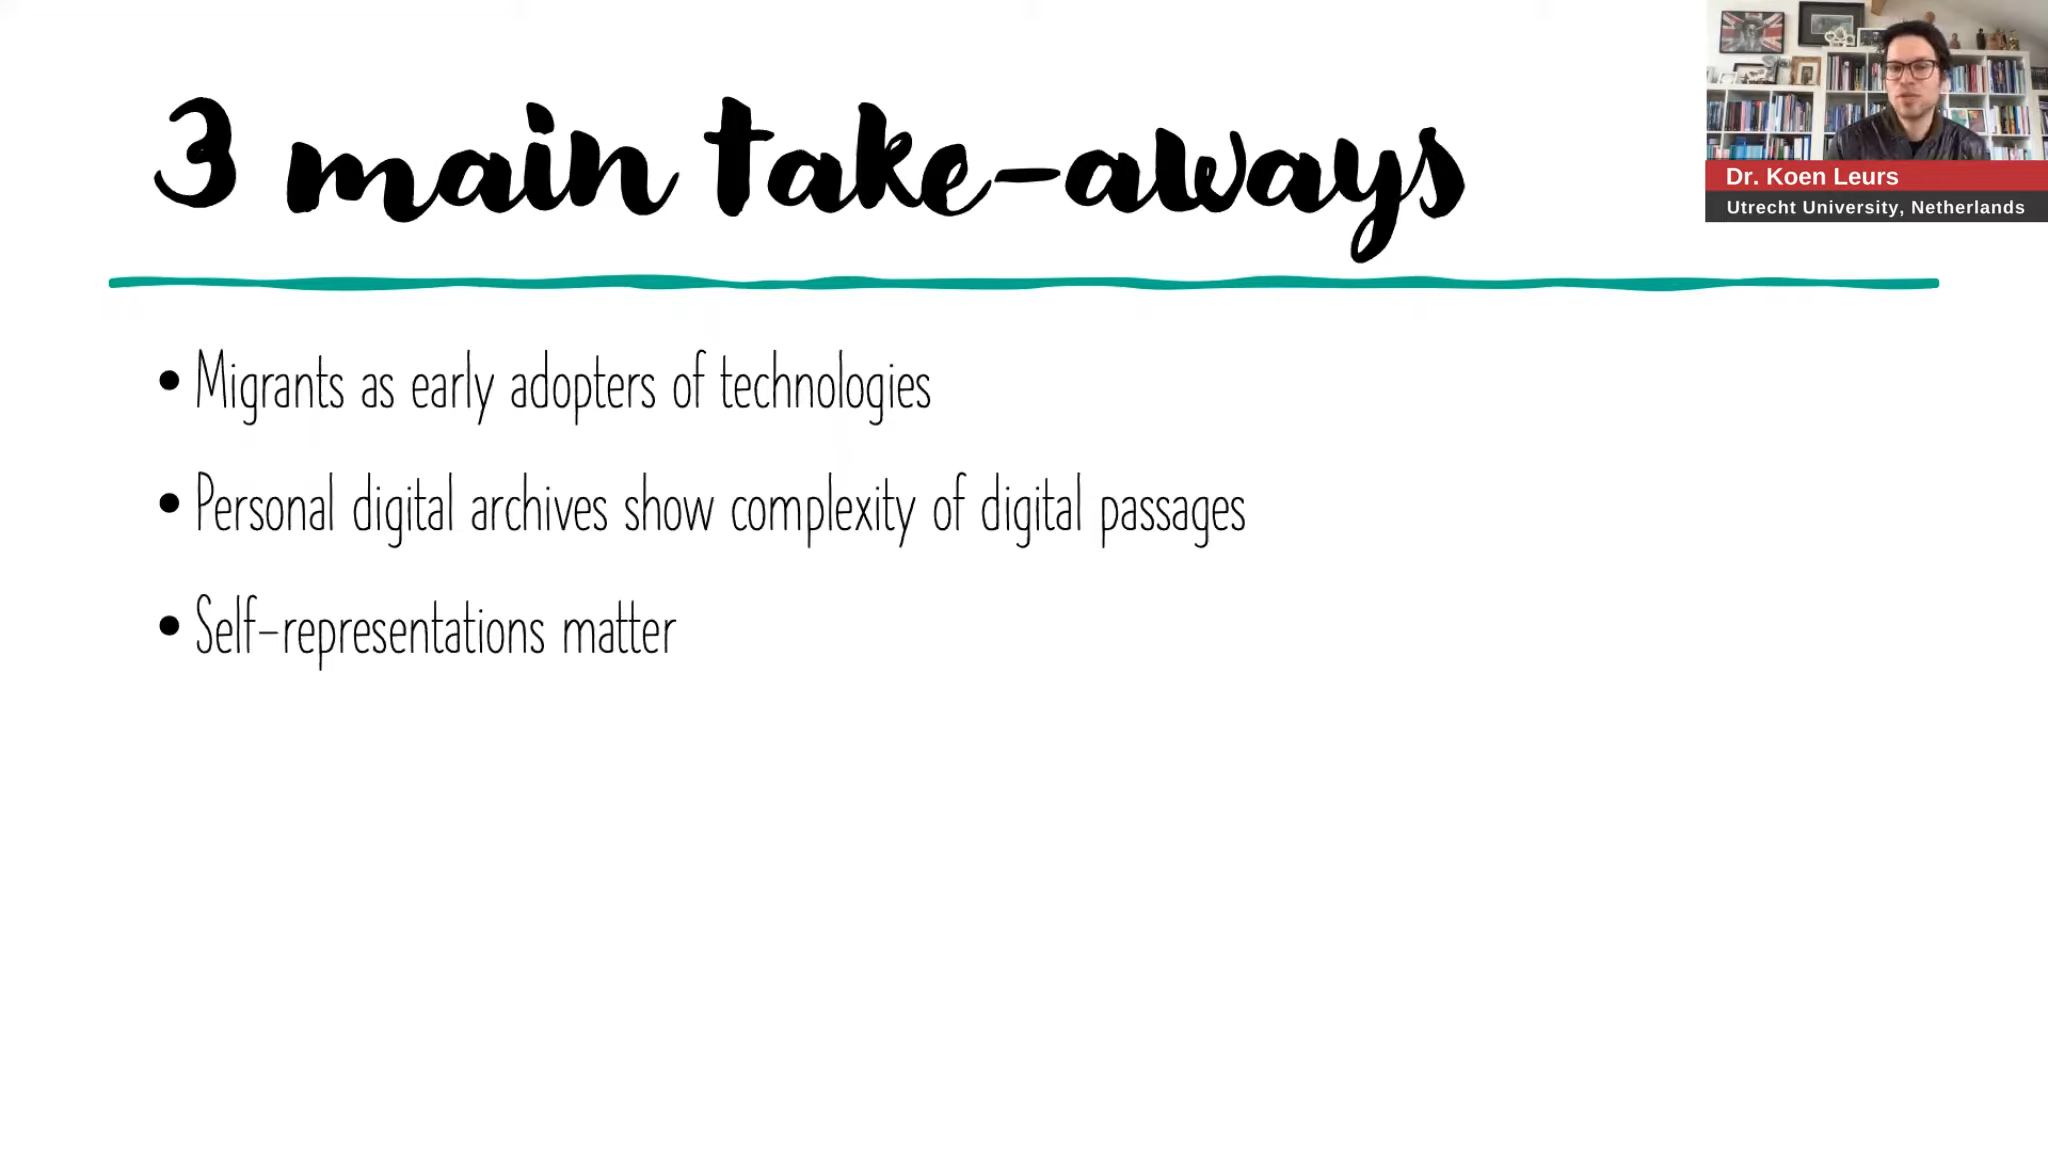 3 main take-aways
Dr. Koen Leurs
Utrecht University, Netherlands
• Migrants as early adopters of technologies
• Personal digital archives show complexity of digital passages
• Self-representations matter